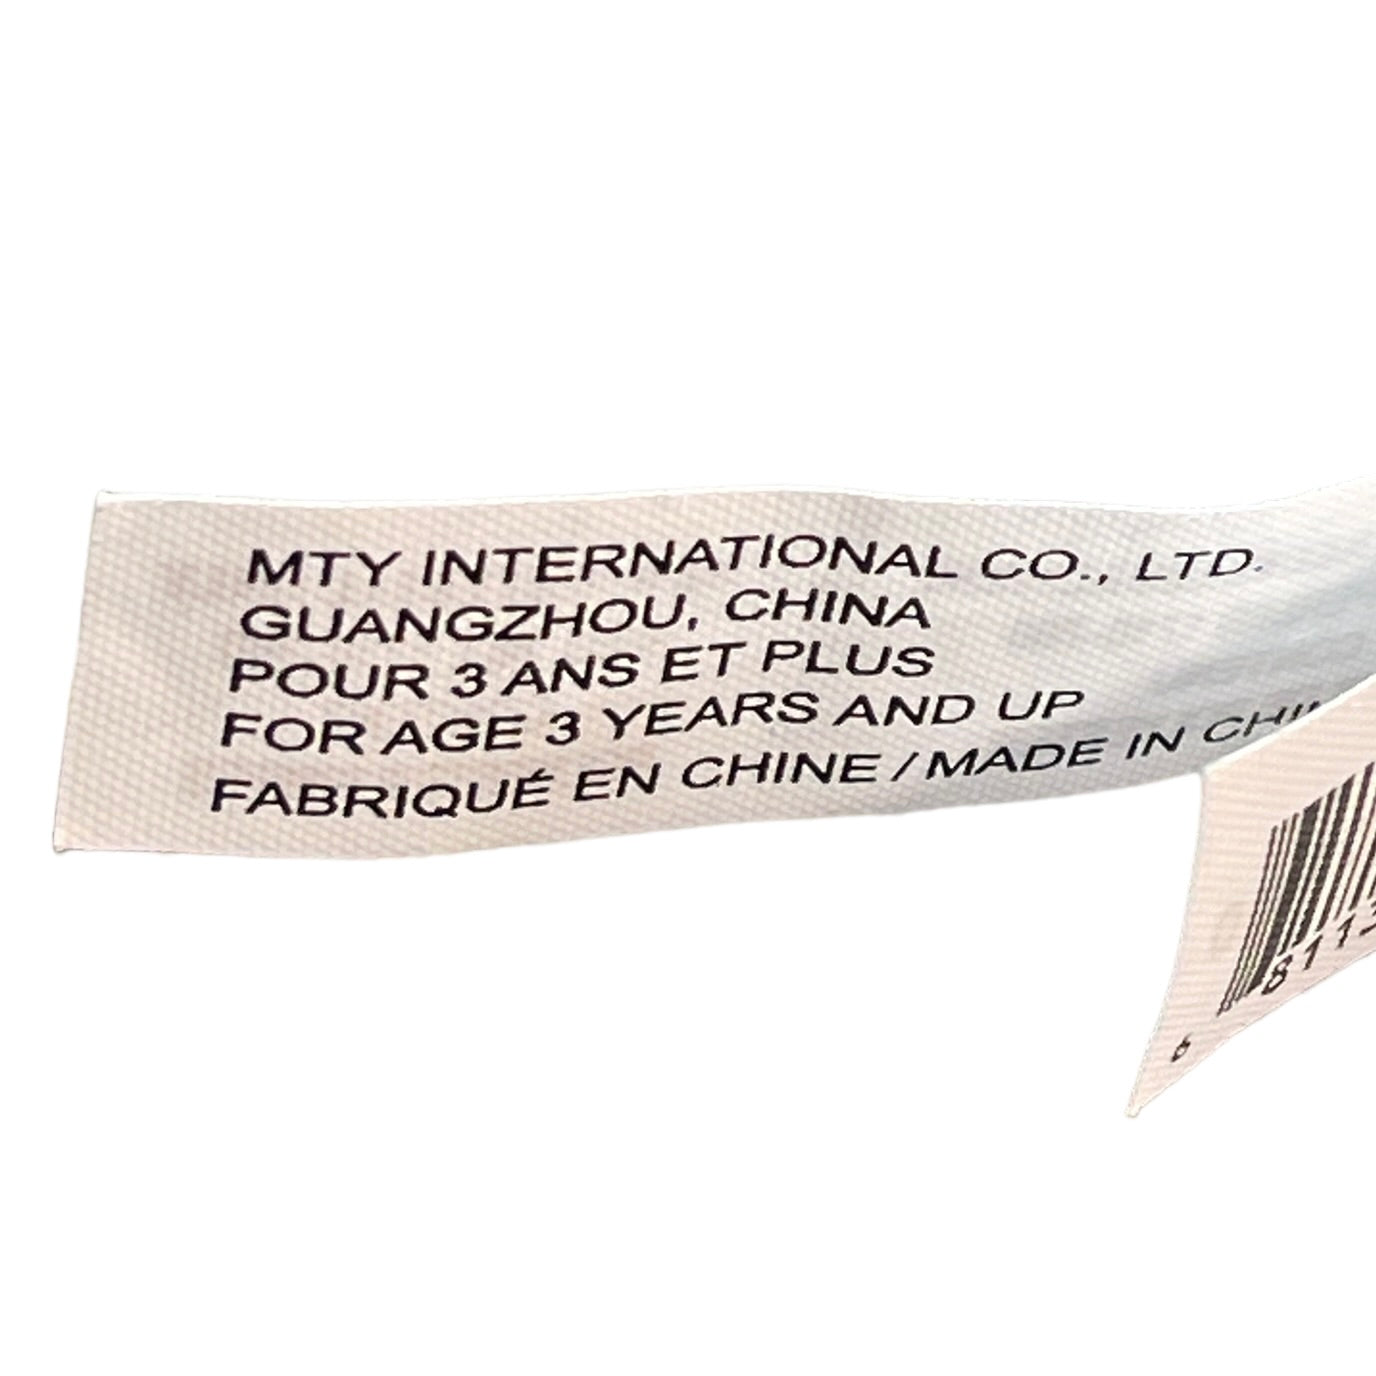 MTY INTERNATIONAL CO., LTD.
GUANGZHOU, CHINA
POUR 3 ANS ET PLUS
FOR AGE 3 YEARS AND UP
FABRIQUÉ EN CHINE / MADE IN